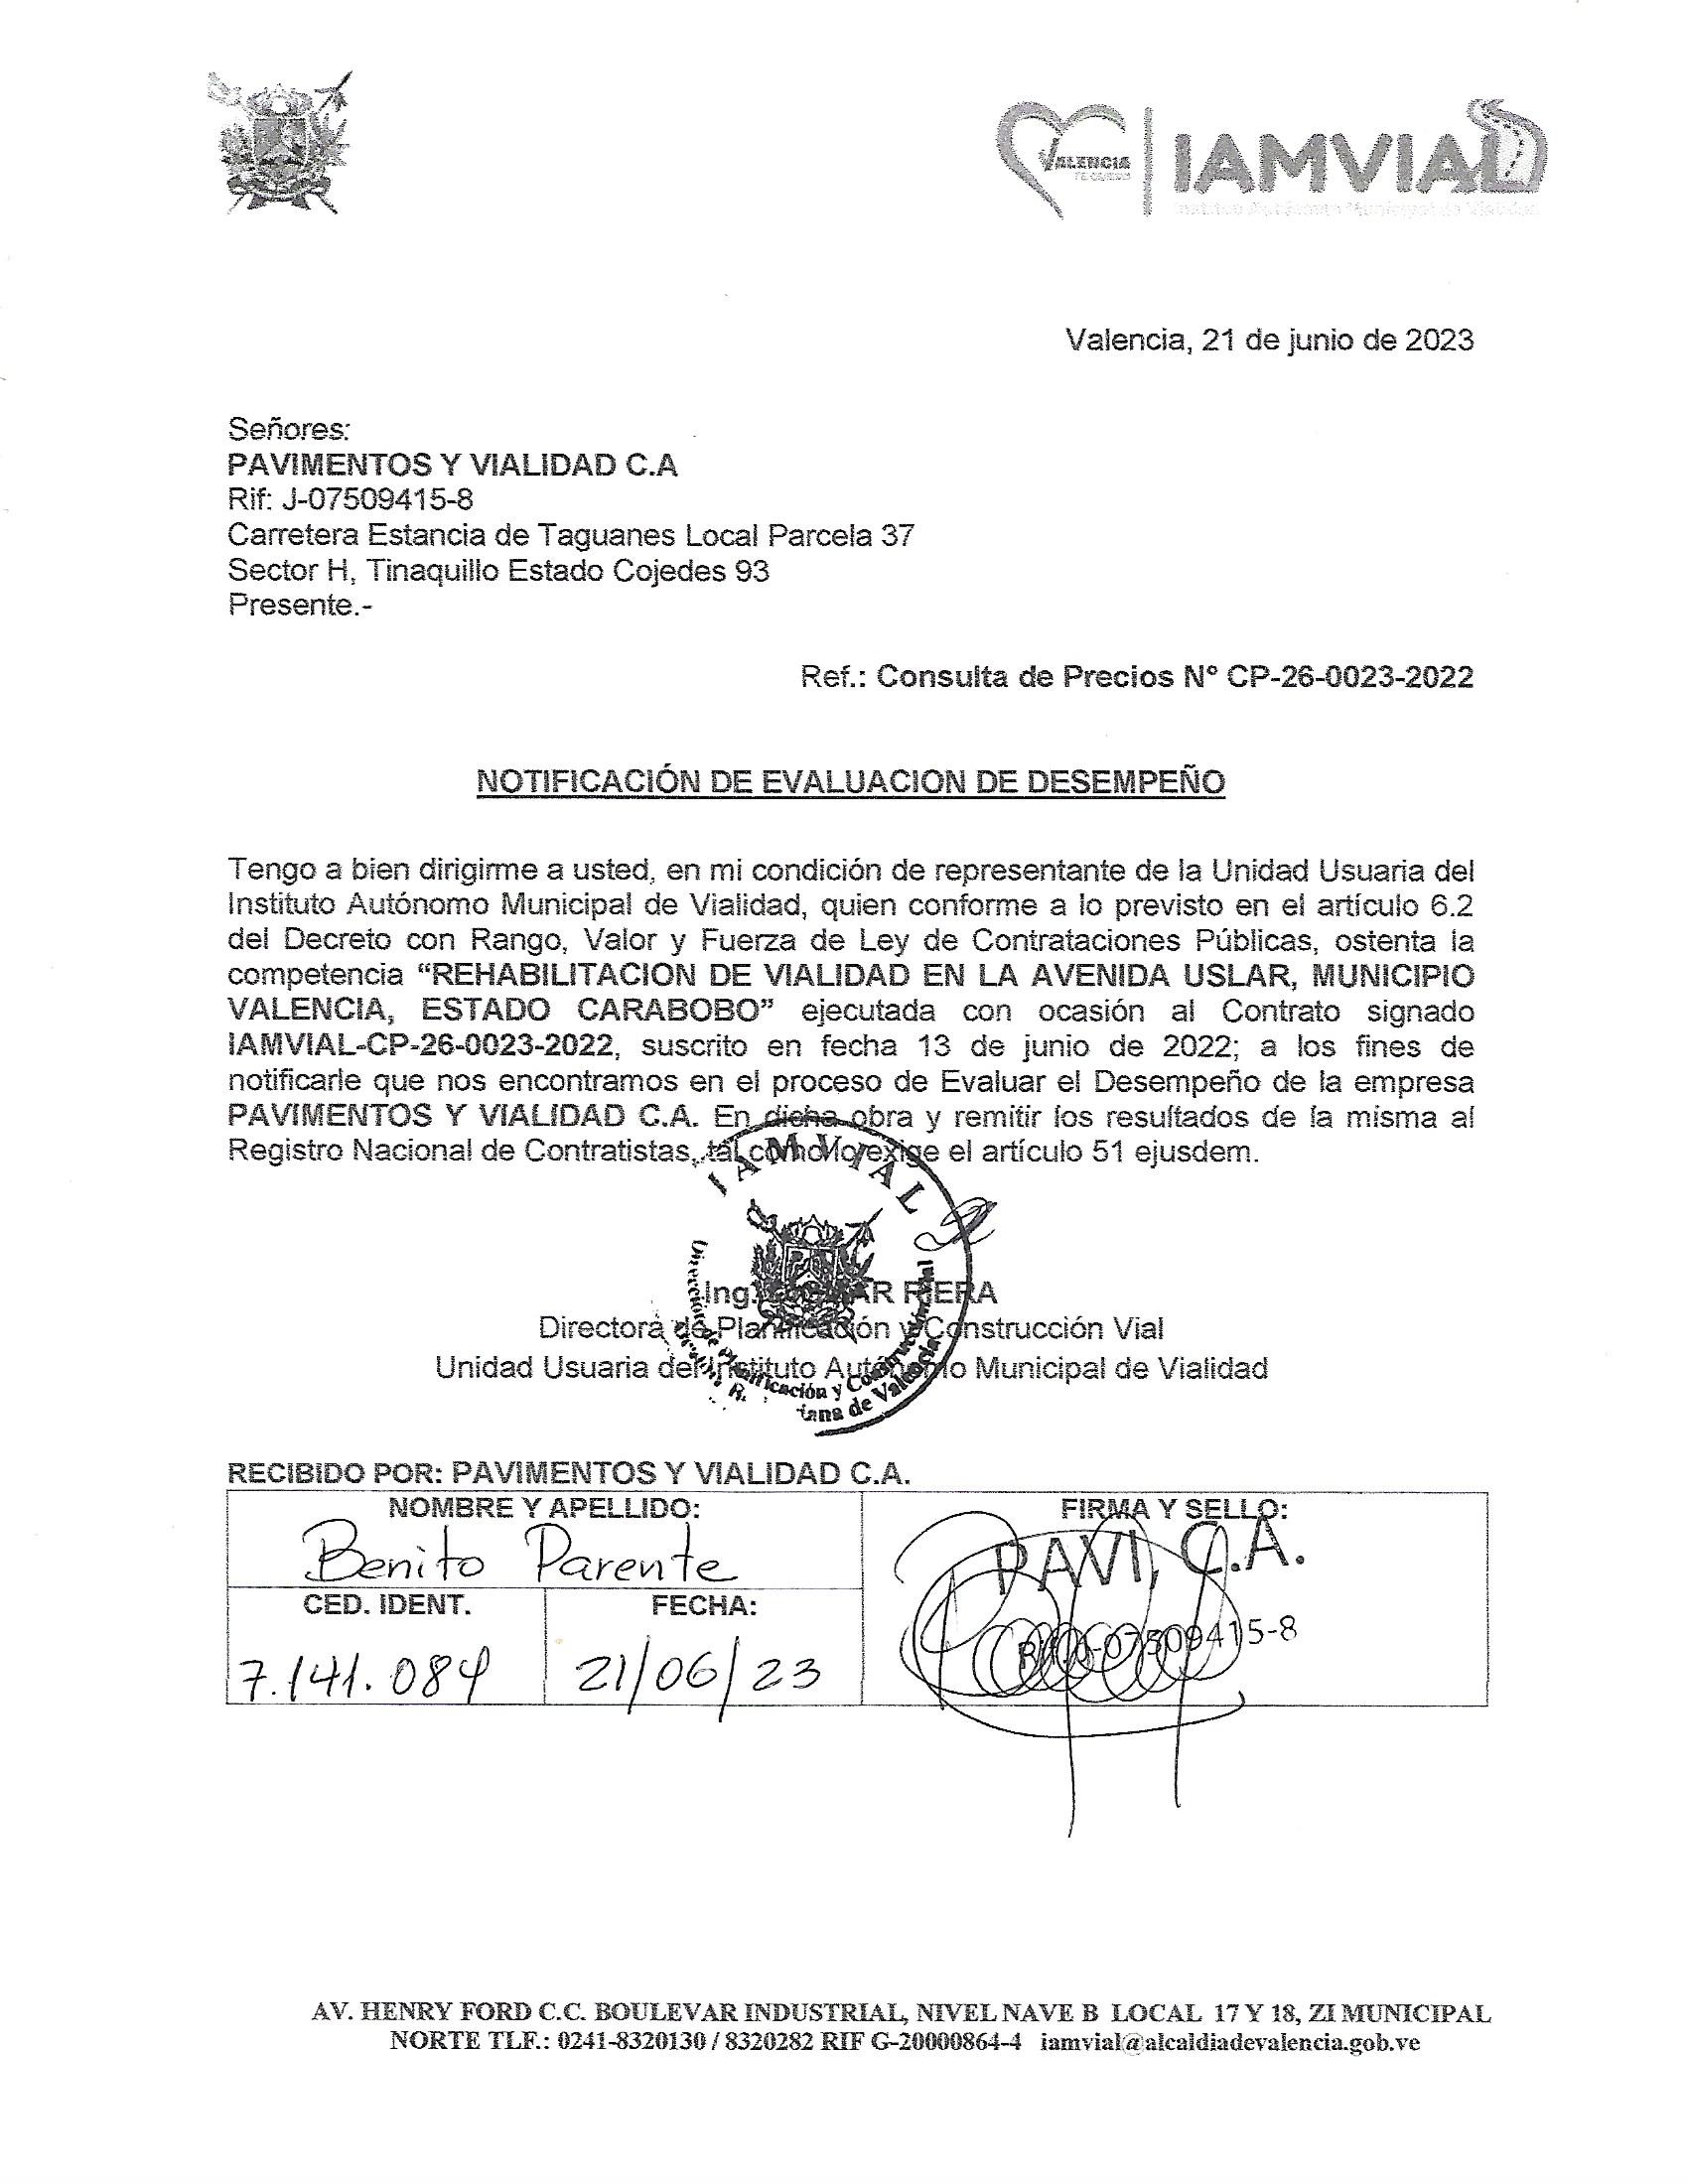 VALENCIA
TE QUIERO
IAMVIAL
Instituto Autónomo Municipal de Vialidad
Valencia, 21 de junio de 2023
Señores:
PAVIMENTOS Y VIALIDAD C.A
Rif: J-07509415-8
Carretera Estancia de Taguanes Local Parcela 37
Sector H, Tinaquillo Estado Cojedes 93
Presente.-
Ref.: Consulta de Precios N° CP-26-0023-2022
NOTIFICACIÓN DE EVALUACION DE DESEMPEÑO
Tengo a bien dirigirme a usted, en mi condición de representante de la Unidad Usuaria del
Instituto Autónomo Municipal de Vialidad, quien conforme a lo previsto en el artículo 6.2
del Decreto con Rango, Valor y Fuerza de Ley de Contrataciones Públicas, ostenta la
competencia “REHABILITACION DE VIALIDAD EN LA AVENIDA USLAR, MUNICIPIO
VALENCIA, ESTADO CARABOBO” ejecutada con ocasión al Contrato signado
IAMVIAL-CP-26-0023-2022, suscrito en fecha 13 de junio de 2022; a los fines de
notificarle que nos encontramos en el proceso de Evaluar el Desempeño de la empresa
PAVIMENTOS Y VIALIDAD C.A. En dicha obra y remitir los resultados de la misma al
Registro Nacional de Contratistas, tal como lo exige el artículo 51 ejusdem.
IAMVIAL
Dirección de Planificación y Construcción Vial
de Valencia
Ing. RIERA
Directora de Planificación y Construcción Vial
Unidad Usuaria del Instituto Autónomo Municipal de Vialidad
RECIBIDO POR: PAVIMENTOS Y VIALIDAD C.A.
NOMBRE Y APELLIDO:
Benito Parente
CED. IDENT.
7.141.084
FECHA:
21/06/23
FIRMA Y SELLO:
PAVI, C.A.
Rif: J-07509415-8
AV. HENRY FORD C.C. BOULEVAR INDUSTRIAL, NIVEL NAVE B LOCAL 17 Y 18, ZI MUNICIPAL
NORTE TLF.: 0241-8320130 / 8320282 RIF G-20000864-4 iamvial@alcaldiadevalencia.gob.ve